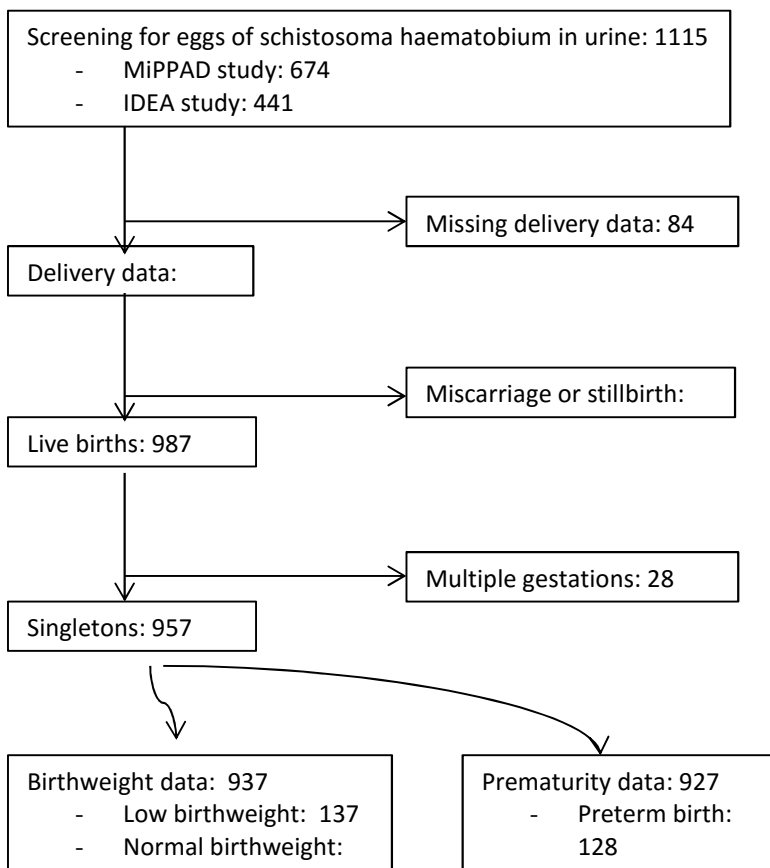 Screening for eggs of schistosoma haematobium in urine: 1115
- MiPPAD study: 674
- IDEA study: 441
Missing delivery data: 84
Delivery data:
Miscarriage or stillbirth:
Live births: 987
Multiple gestations: 28
Singletons: 957
Birthweight data: 937
- Low birthweight: 137
- Normal birthweight:
Prematurity data: 927
- Preterm birth:
128